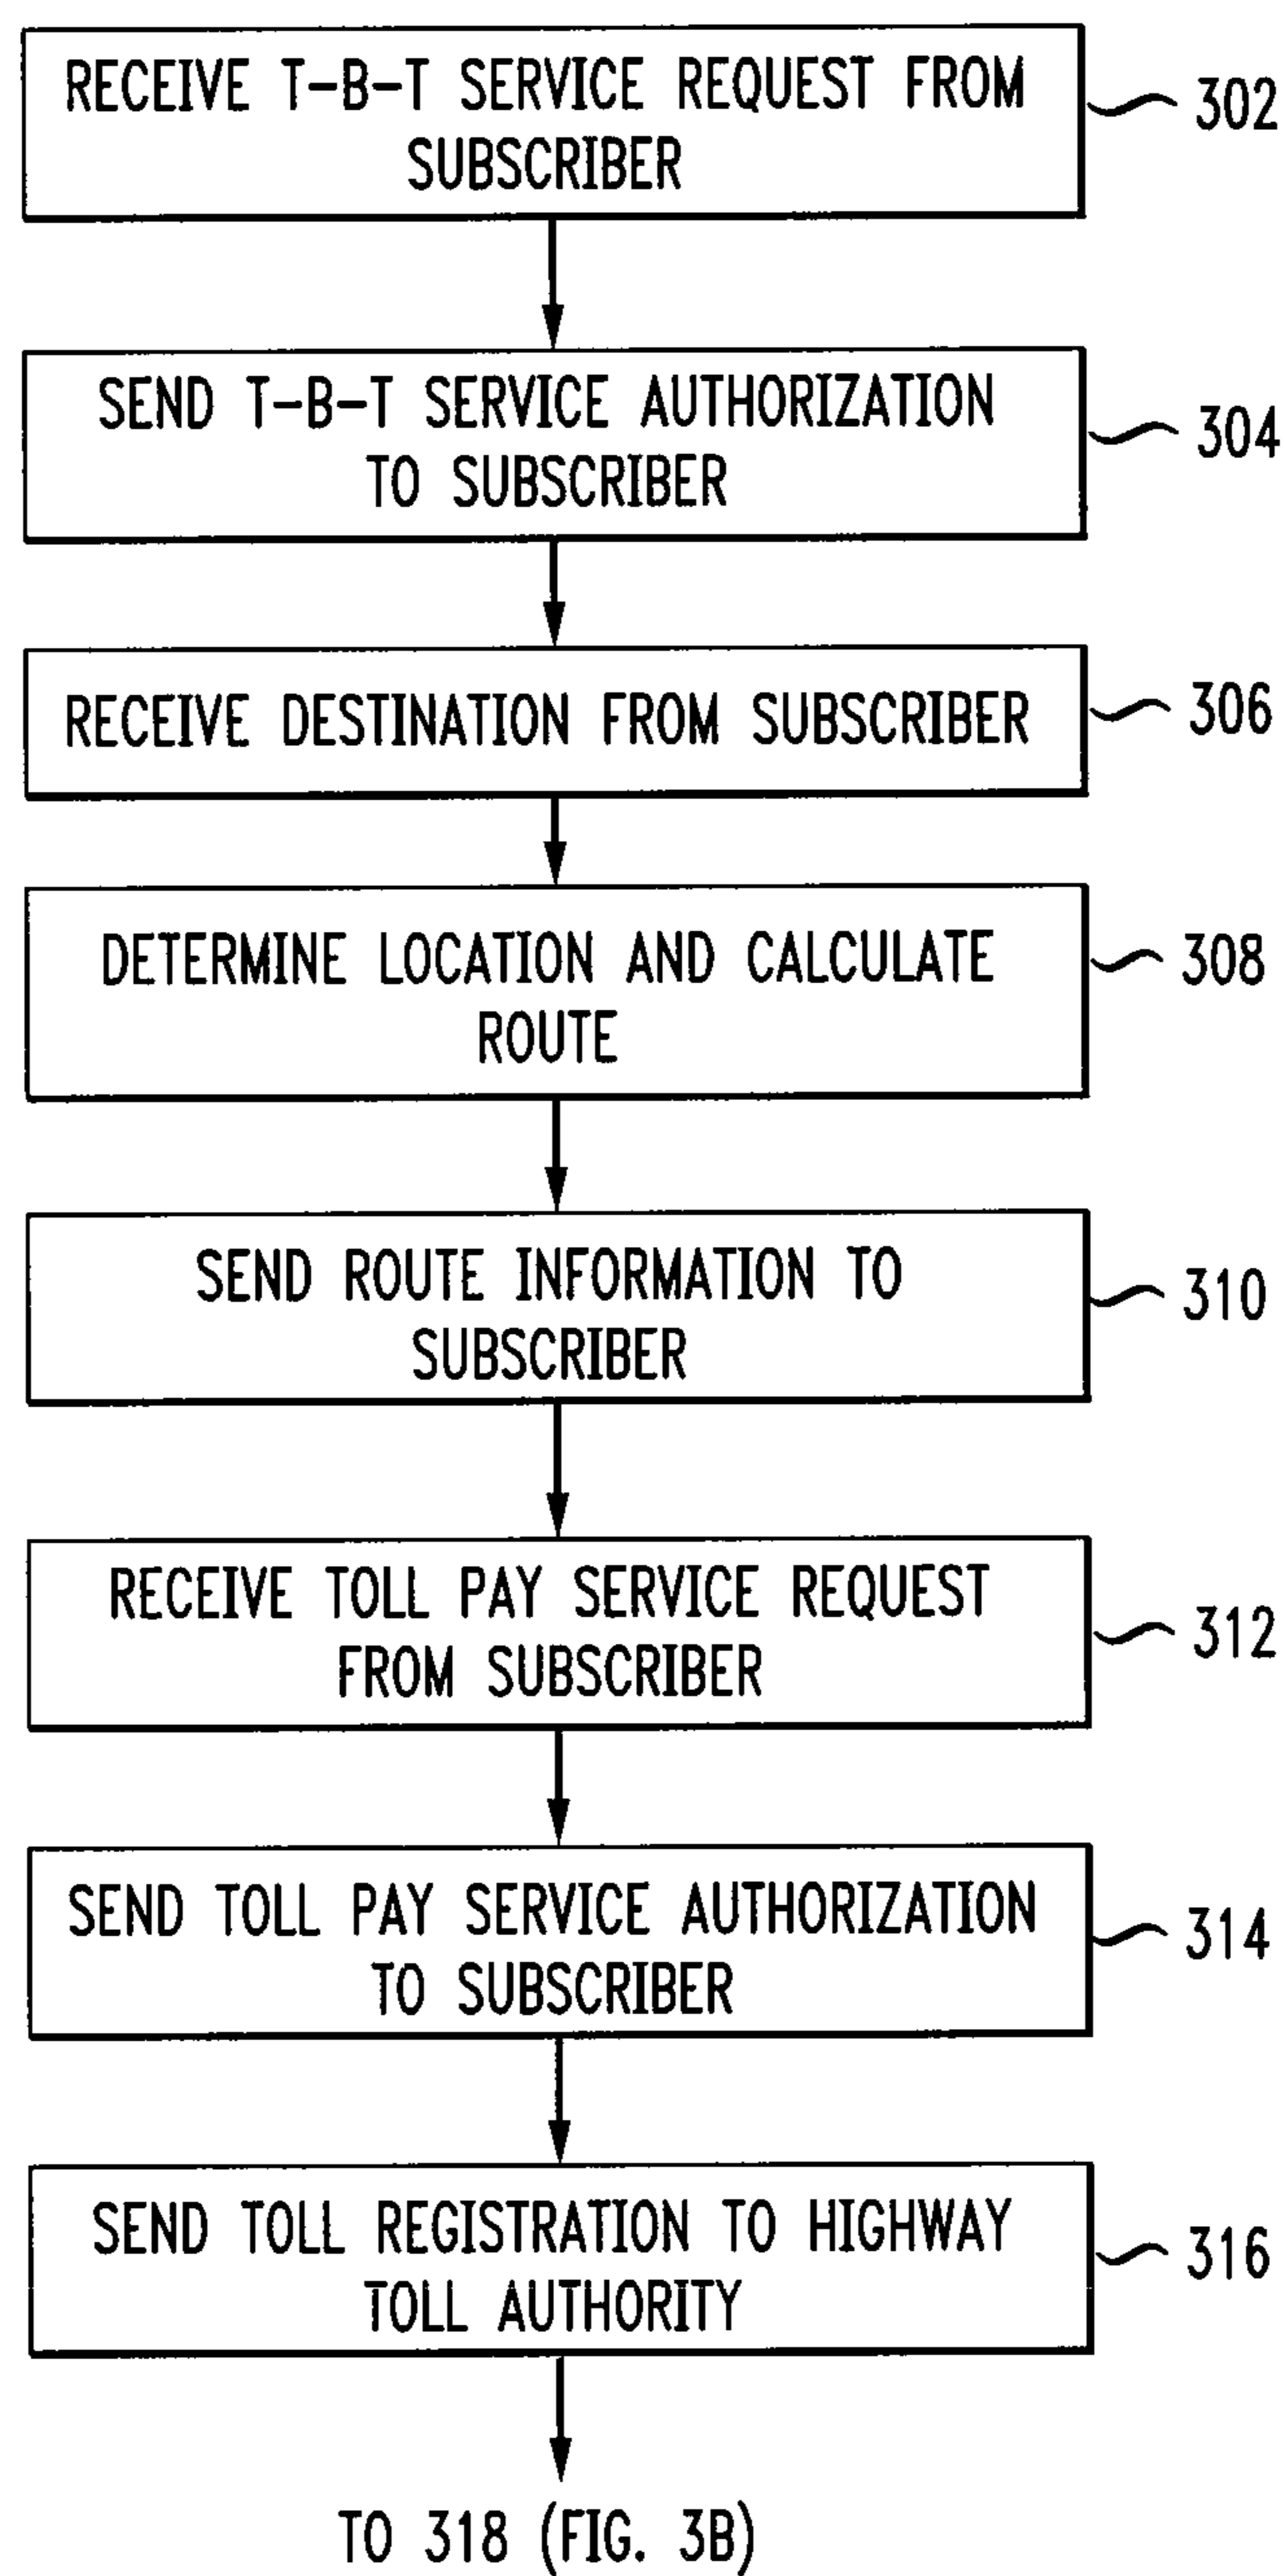 RECEIVE T-B-T SERVICE REQUEST FROM
SUBSCRIBER
302
SEND T-B-T SERVICE AUTHORIZATION
TO SUBSCRIBER
304
RECEIVE DESTINATION FROM SUBSCRIBER
306
DETERMINE LOCATION AND CALCULATE
ROUTE
308
SEND ROUTE INFORMATION TO
SUBSCRIBER
310
RECEIVE TOLL PAY SERVICE REQUEST
FROM SUBSCRIBER
312
SEND TOLL PAY SERVICE AUTHORIZATION
TO SUBSCRIBER
314
SEND TOLL REGISTRATION TO HIGHWAY
TOLL AUTHORITY
316
TO 318 (FIG. 3B)